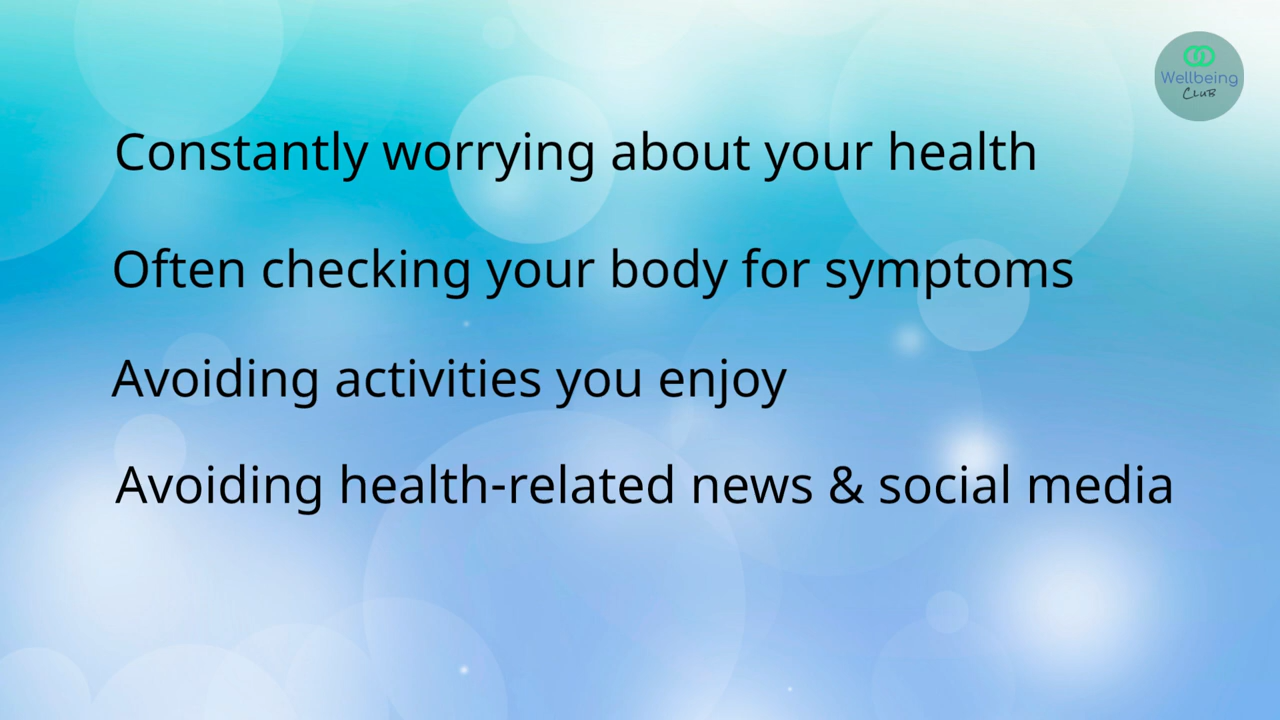 Wellbeing
Club
Constantly worrying about your health
Often checking your body for symptoms
Avoiding activities you enjoy
Avoiding health-related news & social media